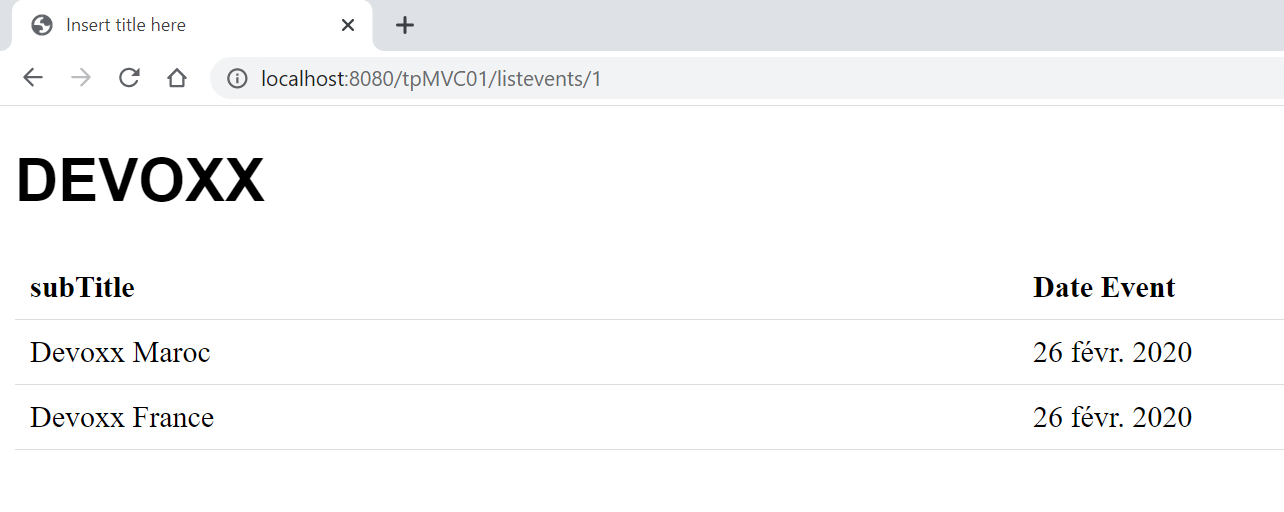 Insert title here
localhost:8080/tpMVC01/listevents/1
DEVOXX
subTitle Date Event
Devoxx Maroc 26 févr. 2020
Devoxx France 26 févr. 2020